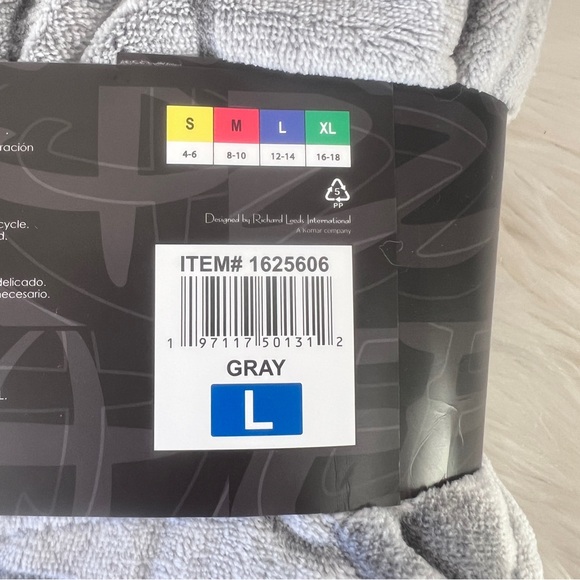 S M L XL
4-6 8-10 12-14 16-18
ración
5
PP
Designed by Richard Leeds International
A Komar company
cycle.
d.
ITEM# 1625606
delicado.
necesario.
1 97117 50131 2
GRAY
L.
L